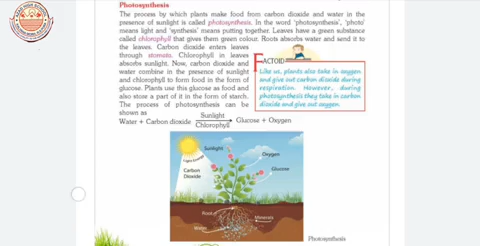 Photosynthesis
The process by which plants make food from carbon dioxide and water in the
presence of sunlight is called photosynthesis. In the word 'photosynthesis', 'photo'
means light and 'synthesis' means putting together. Leaves have a green substance
called chlorophyll that gives them green colour. Roots absorb water and send it to
the leaves. Carbon dioxide enters leaves
through stomata. Chlorophyll in leaves
absorbs sunlight. Now, carbon dioxide and
water combine in the presence of sunlight
and chlorophyll to form food in the form of
glucose. Plants use this glucose as food and
also store a part of it in the form of starch.
The process of photosynthesis can be
shown as
FACTOID
Like us, plants also take in oxygen
and give out carbon dioxide during
respiration. However, during
photosynthesis they take in carbon
dioxide and give out oxygen.
Sunlight
Water + Carbon dioxide → Glucose + Oxygen
Chlorophyll
Sunlight
Light Energy
Oxygen
Carbon
Dioxide
Glucose
Root
Minerals
Water
Photosynthesis